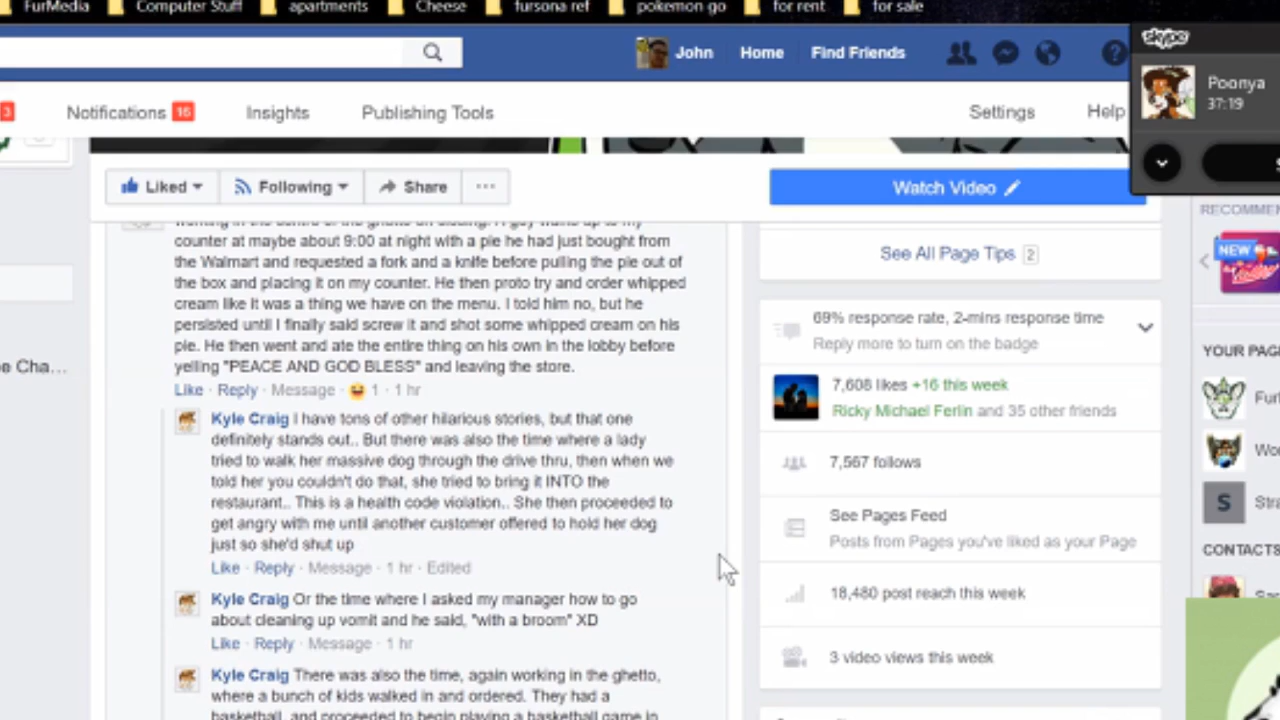 FurMedia Computer Stuff apartments Cheese fursona ref pokemon go for rent for sale
skype
John Home Find Friends
Poonya
37:19
3 Notifications 16 Insights Publishing Tools Settings Help
Liked Following Share ...
Watch Video
counter at maybe about 9:00 at night with a pie he had just bought from
the Walmart and requested a fork and a knife before pulling the pie out of
the box and placing it on my counter. He then proto try and order whipped
cream like it was a thing we have on the menu. I told him no, but he
persisted until I finally said screw it and shot some whipped cream on his
pie. He then went and ate the entire thing on his own in the lobby before
yelling "PEACE AND GOD BLESS" and leaving the store.
Like · Reply · Message · 1 · 1 hr
Kyle Craig I have tons of other hilarious stories, but that one
definitely stands out.. But there was also the time where a lady
tried to walk her massive dog through the drive thru, then when we
told her you couldn't do that, she tried to bring it INTO the
restaurant.. This is a health code violation.. She then proceeded to
get angry with me until another customer offered to hold her dog
just so she'd shut up
Like · Reply · Message · 1 hr · Edited
Kyle Craig Or the time where I asked my manager how to go
about cleaning up vomit and he said, "with a broom" XD
Like · Reply · Message · 1 hr
Kyle Craig There was also the time, again working in the ghetto,
where a bunch of kids walked in and ordered. They had a
basketball, and proceeded to begin playing a basketball game in
See All Page Tips 2
69% response rate, 2-mins response time
Reply more to turn on the badge
7,608 likes +16 this week
Ricky Michael Ferlin and 35 other friends
7,567 follows
See Pages Feed
Posts from Pages you've liked as your Page
18,480 post reach this week
3 video views this week
e Cha...
RECOMME
NEW
YOUR PAG
Fur
Wo
S Stra
CONTACTS